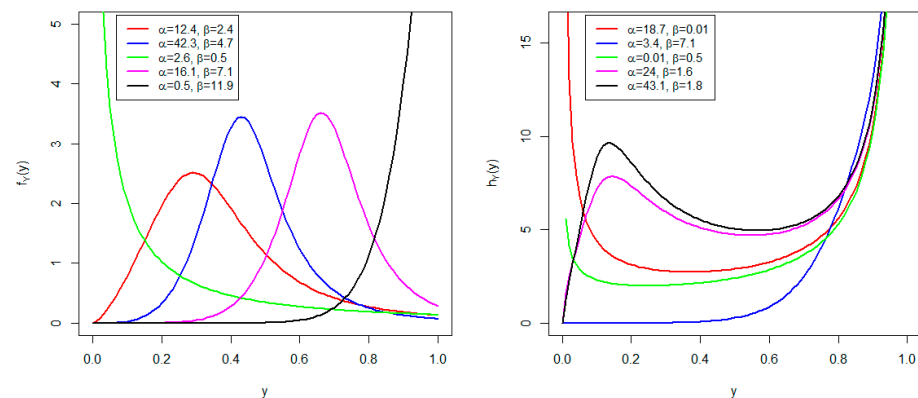 α=12.4, β=2.4
α=42.3, β=4.7
α=2.6, β=0.5
α=16.1, β=7.1
α=0.5, β=11.9
f_Y(y)
0 1 2 3 4 5
0.0 0.2 0.4 0.6 0.8 1.0
y
α=18.7, β=0.01
α=3.4, β=7.1
α=0.01, β=0.5
α=24, β=1.6
α=43.1, β=1.8
h_Y(y)
0 5 10 15
0.0 0.2 0.4 0.6 0.8 1.0
y